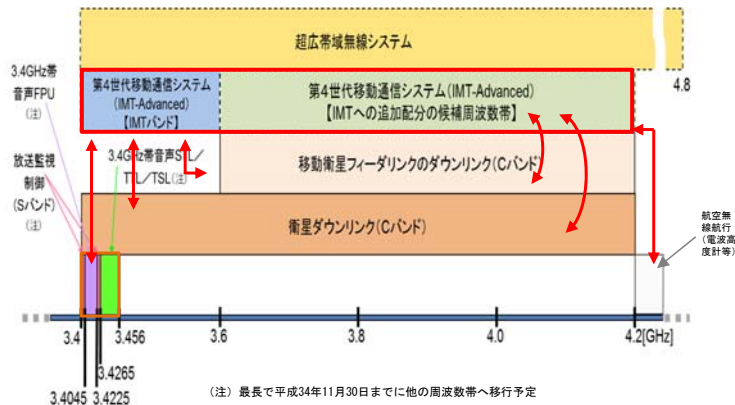 超広帯域無線システム
4.8
3.4GHz帯
音声FPU
(注)
第4世代移動通信システム
(IMT-Advanced)
【IMTバンド】
第4世代移動通信システム(IMT-Advanced)
【IMTへの追加配分の候補周波数帯】
放送監視
制御
(Sバンド)
(注)
3.4GHz帯音声STL/
TTL/TSL(注)
移動衛星フィーダリンクのダウンリンク(Cバンド)
衛星ダウンリンク(Cバンド)
航空無
線航行
(電波高
度計等)
3.4
3.456
3.6
3.8
4.0
4.2[GHz]
3.4265
3.4045
3.4225
(注) 最長で平成34年11月30日までに他の周波数帯へ移行予定